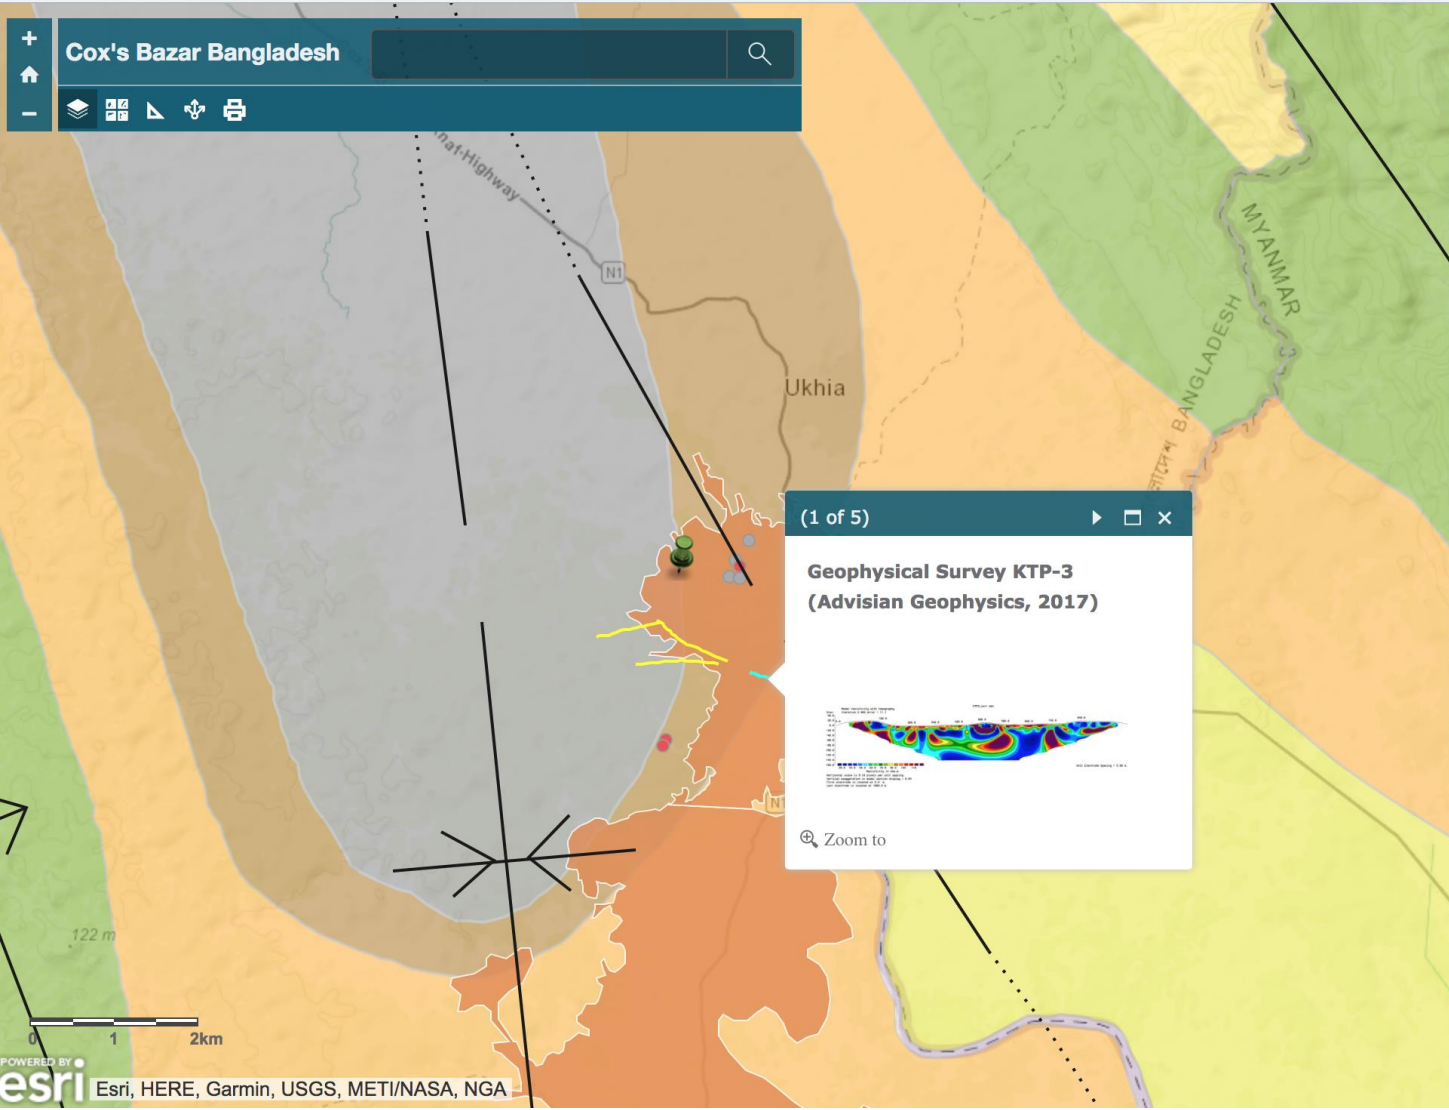 Cox's Bazar Bangladesh
Highway
N1
MYANMAR
BANGLADESH
Ukhia
(1 of 5)
Geophysical Survey KTP-3
(Advisian Geophysics, 2017)
Zoom to
N1
122 m
0 1 2km
POWERED BY
esri
Esri, HERE, Garmin, USGS, METI/NASA, NGA